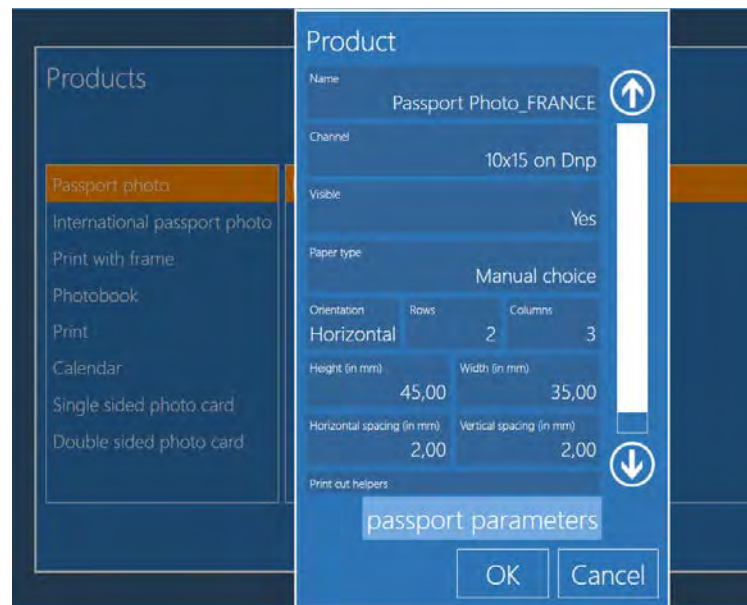 Products
Passport photo
International passport photo
Print with frame
Photobook
Print
Calendar
Single sided photo card
Double sided photo card
Product
Name
Passport Photo_FRANCE
Channel
10x15 on Dnp
Visible
Yes
Paper type
Manual choice
Orientation Rows Columns
Horizontal 2 3
Height (in mm) Width (in mm)
45,00 35,00
Horizontal spacing (in mm) Vertical spacing (in mm)
2,00 2,00
Print cut helpers
passport parameters
OK Cancel